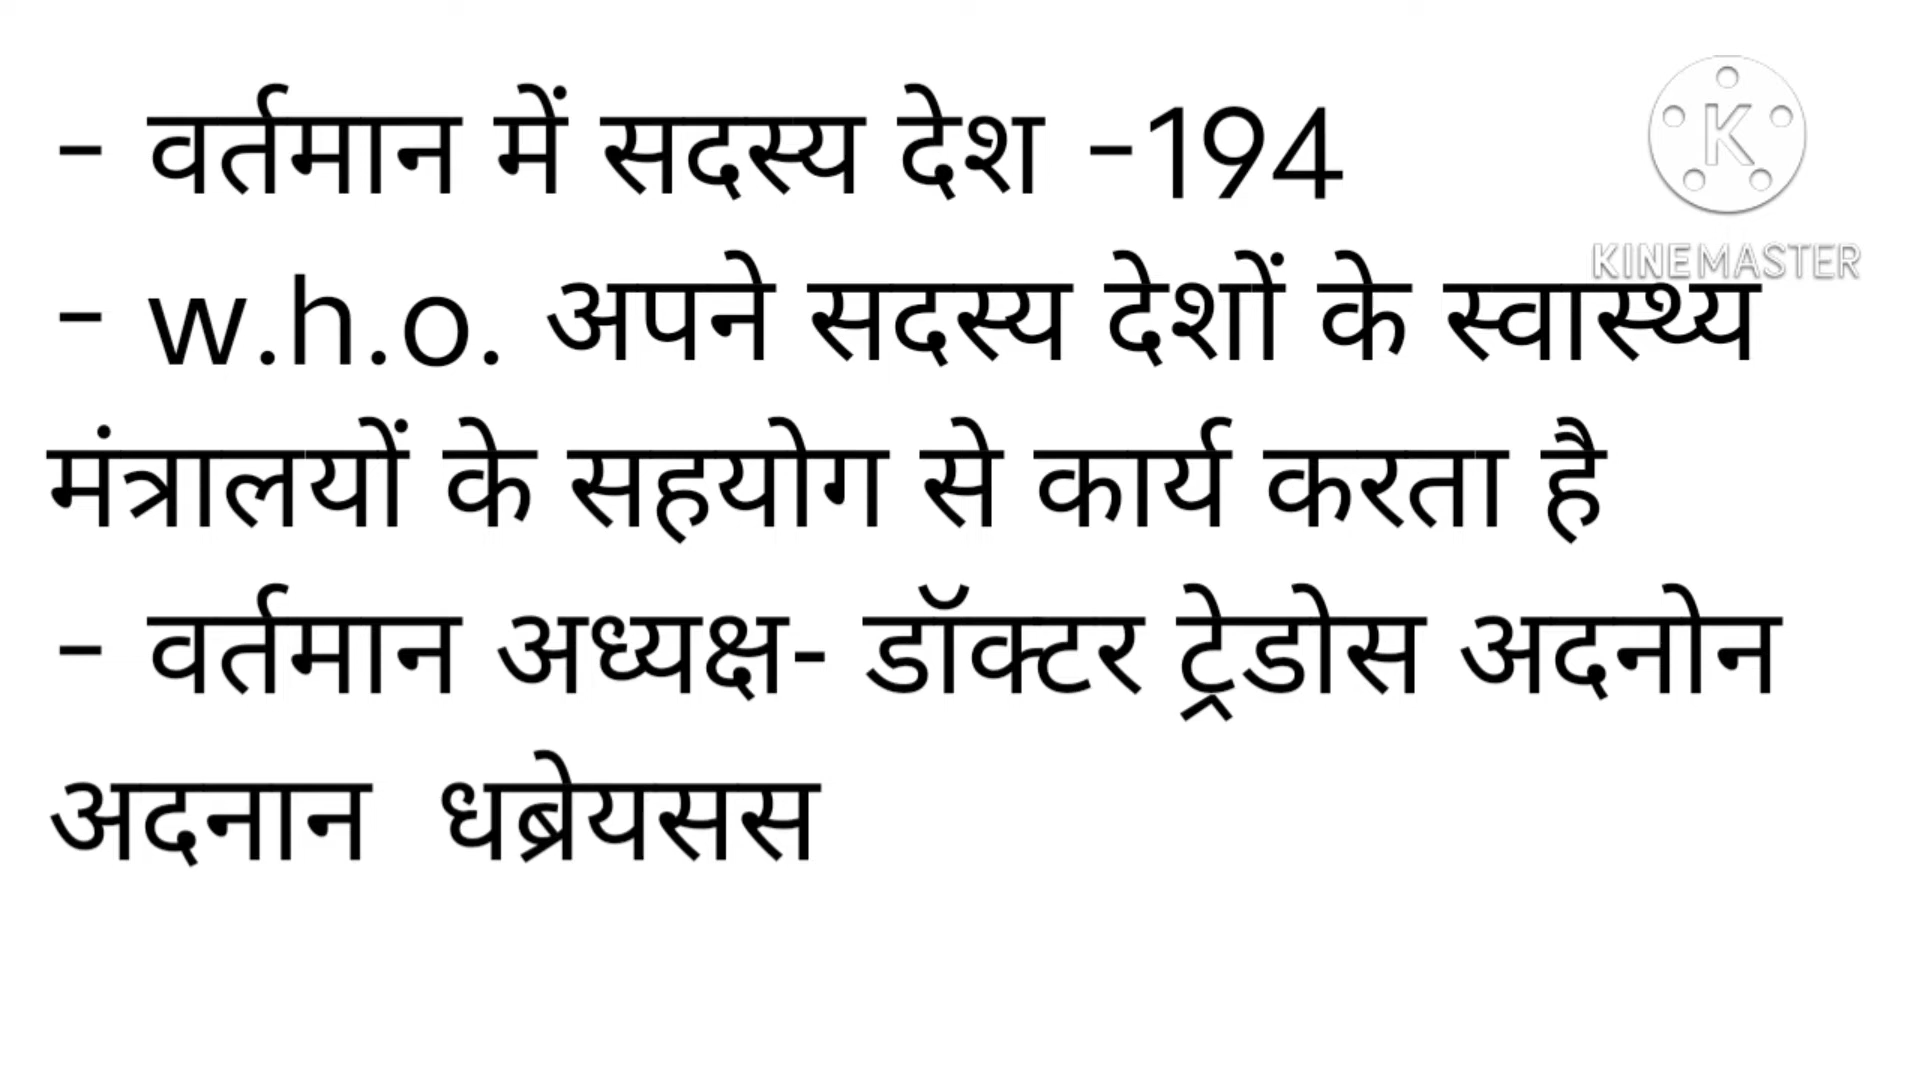 - वर्तमान में सदस्य देश -194
K
KINEMASTER
- w.h.o. अपने सदस्य देशों के स्वास्थ्य
मंत्रालयों के सहयोग से कार्य करता है
- वर्तमान अध्यक्ष- डॉक्टर ट्रेडोस अदनोन
अदनान धब्रेयसस